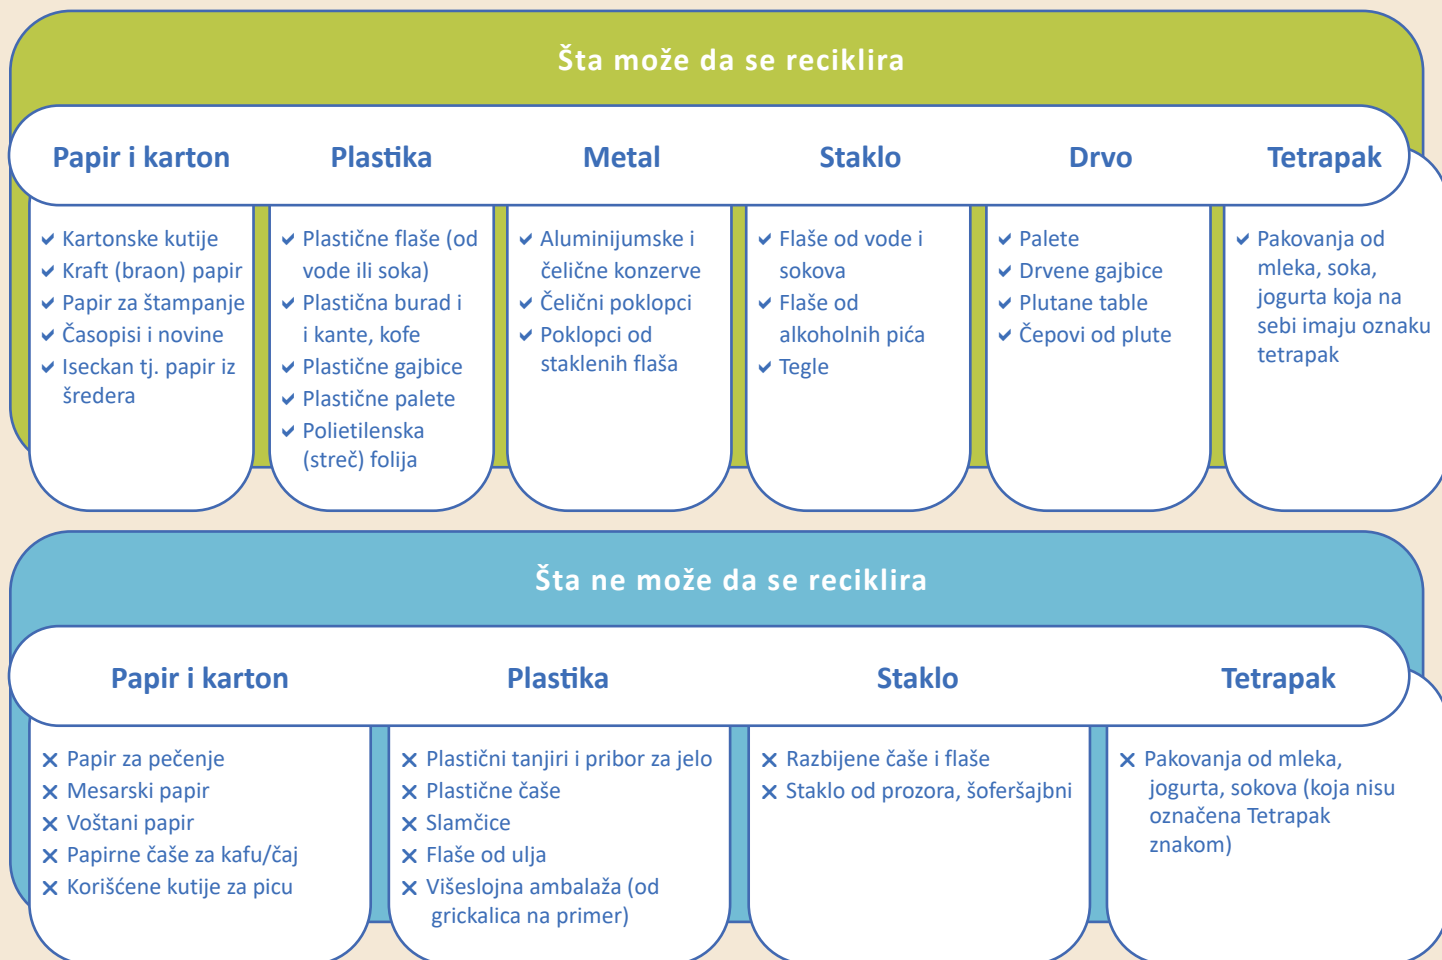 Šta može da se reciklira
Papir i karton
Plastika
Metal
Staklo
Drvo
Tetrapak
Kartonske kutije
Kraft (braon) papir
Papir za štampanje
Časopisi i novine
Iseckan tj. papir iz
šredera
Plastične flaše (od
vode ili soka)
Plastična burad i
i kante, kofe
Plastične gajbice
Plastične palete
Polietilenska
(streč) folija
Aluminijumske i
čelične konzerve
Čelični poklopci
Poklopci od
staklenih flaša
Flaše od vode i
sokova
Flaše od
alkoholnih pića
Tegle
Palete
Drvene gajbice
Plutane table
Čepovi od plute
Pakovanja od
mleka, soka,
jogurta koja na
sebi imaju oznaku
tetrapak
Šta ne može da se reciklira
Papir i karton
Plastika
Staklo
Tetrapak
Papir za pečenje
Mesarski papir
Voštani papir
Papirne čaše za kafu/čaj
Korišćene kutije za picu
Plastični tanjiri i pribor za jelo
Plastične čaše
Slamčice
Flaše od ulja
Višeslojna ambalaža (od
grickalica na primer)
Razbijene čaše i flaše
Staklo od prozora, šoferšajbni
Pakovanja od mleka,
jogurta, sokova (koja nisu
označena Tetrapak
znakom)